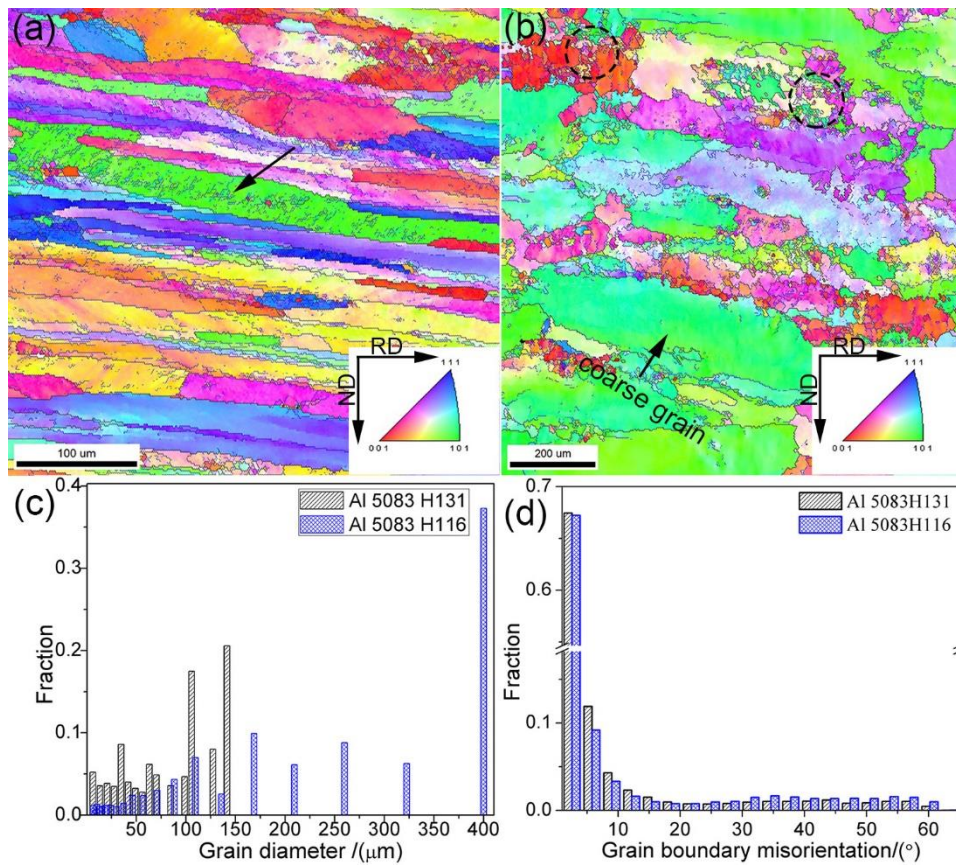 (a)
RD
ND
111
001
101
100 um
(b)
coarse grain
RD
ND
111
001
101
200 um
(c)
Al 5083 H131
Al 5083 H116
0.4
0.3
0.2
0.1
0.0
Fraction
50
100
150
200
250
300
350
400
Grain diameter /(μm)
(d)
Al 5083H131
Al 5083H116
0.7
0.6
0.1
0.0
Fraction
0
10
20
30
40
50
60
Grain boundary misorientation/(°)